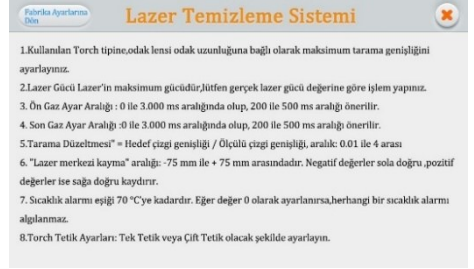 Fabrika Ayarlarına
Dön
Lazer Temizleme Sistemi
1.Kullanılan Torch tipine,odak lensi odak uzunluğuna bağlı olarak maksimum tarama genişliğini
ayarlayınız.
2.Lazer Gücü Lazer'in maksimum gücüdür,lütfen gerçek lazer gücü değerine göre işlem yapınız.
3. Ön Gaz Ayar Aralığı : 0 ile 3.000 ms aralığında olup, 200 ile 500 ms aralığı önerilir.
4. Son Gaz Ayar Aralığı :0 ile 3.000 ms aralığında olup, 200 ile 500 ms aralığı önerilir.
5.Tarama Düzeltmesi" = Hedef çizgi genişliği / Ölçülü çizgi genişliği, aralık: 0.01 ile 4 arası
6. "Lazer merkezi kayma" aralığı: -75 mm ile + 75 mm arasındadır. Negatif değerler sola doğru ,pozitif
değerler ise sağa doğru kaydırır.
7. Sıcaklık alarmı eşiği 70 °C'ye kadardır. Eğer değer 0 olarak ayarlanırsa,herhangi bir sıcaklık alarmı
algılanmaz.
8.Torch Tetik Ayarları: Tek Tetik veya Çift Tetik olacak şekilde ayarlayın.